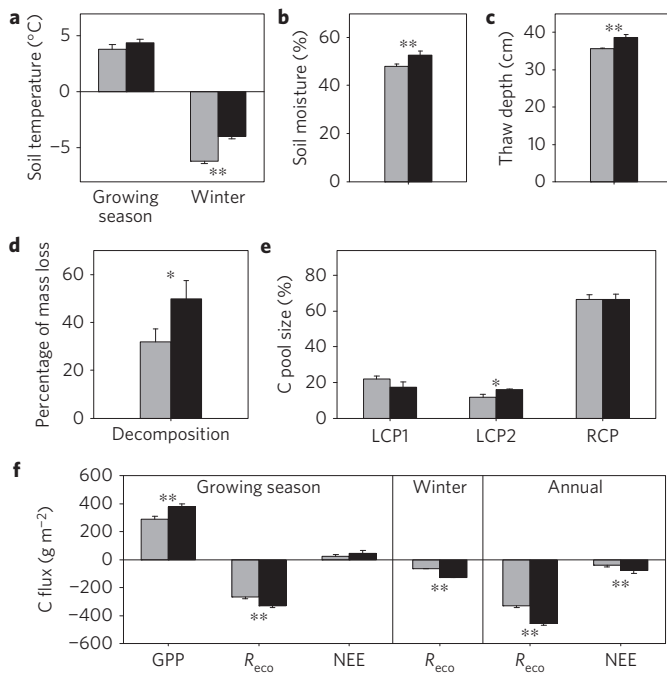 a
Soil temperature (°C)
5
0
−5
Growing
season
Winter
**
b
Soil moisture (%)
60
40
20
0
**
c
Thaw depth (cm)
40
30
20
10
0
**
d
Percentage of mass loss
60
40
20
0
*
Decomposition
e
C pool size (%)
80
60
40
20
0
*
LCP1 LCP2 RCP
f
C flux (g m⁻²)
600
400
200
0
−200
−400
−600
Growing season Winter Annual
**
**
**
**
**
GPP Reco NEE Reco Reco NEE